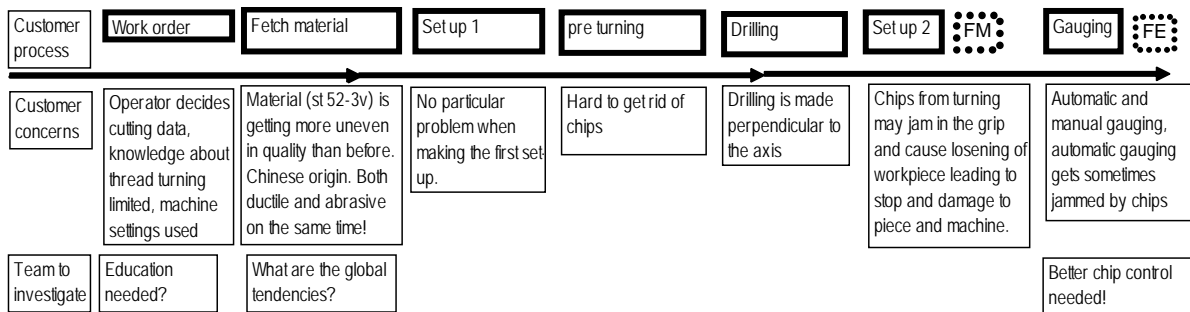 Customer
process
Work order
Fetch material
Set up 1
pre turning
Drilling
Set up 2
FM
Gauging
FE
Customer
concerns
Operator decides
cutting data,
knowledge about
thread turning
limited, machine
settings used
Material (st 52-3v) is
getting more uneven
in quality than before.
Chinese origin. Both
ductile and abrasive
on the same time!
No particular
problem when
making the first set-
up.
Hard to get rid of
chips
Drilling is made
perpendicular to
the axis
Chips from turning
may jam in the grip
and cause losening of
workpiece leading to
stop and damage to
piece and machine.
Automatic and
manual gauging,
automatic gauging
gets sometimes
jammed by chips
Team to
investigate
Education
needed?
What are the global
tendencies?
Better chip control
needed!